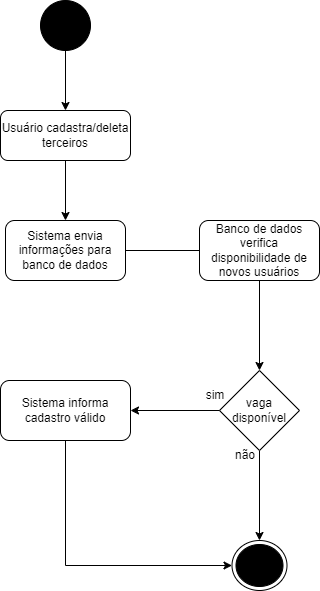 Usuário cadastra/deleta
terceiros
Sistema envia
informações para
banco de dados
Banco de dados
verifica
disponibilidade de
novos usuários
sim
vaga
disponível
Sistema informa
cadastro válido
não